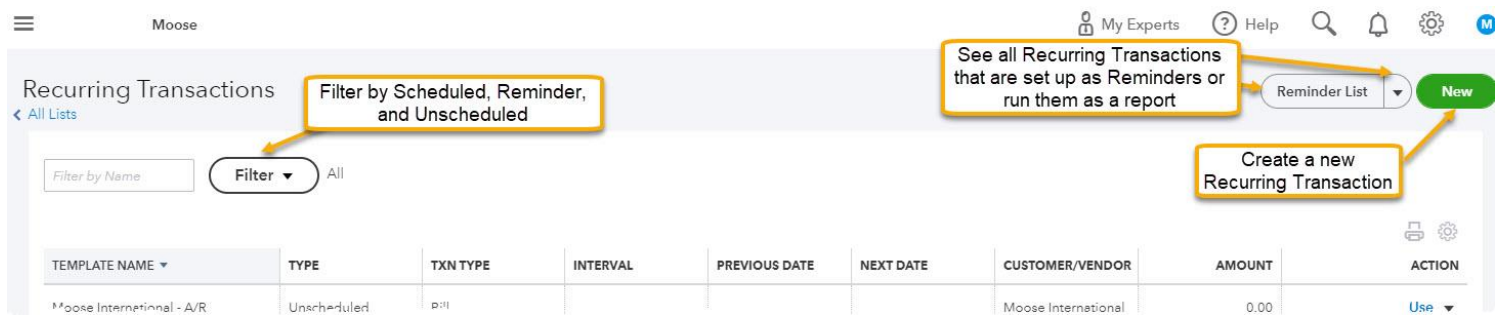 Moose
My Experts
Help
M
See all Recurring Transactions
that are set up as Reminders or
run them as a report
Recurring Transactions
Filter by Scheduled, Reminder,
and Unscheduled
Reminder List
New
All Lists
Create a new
Recurring Transaction
Filter by Name
Filter
All
TEMPLATE NAME TYPE TXN TYPE INTERVAL PREVIOUS DATE NEXT DATE CUSTOMER/VENDOR AMOUNT ACTION
Moose International - A/R Unscheduled Bill Moose International 0.00 Use